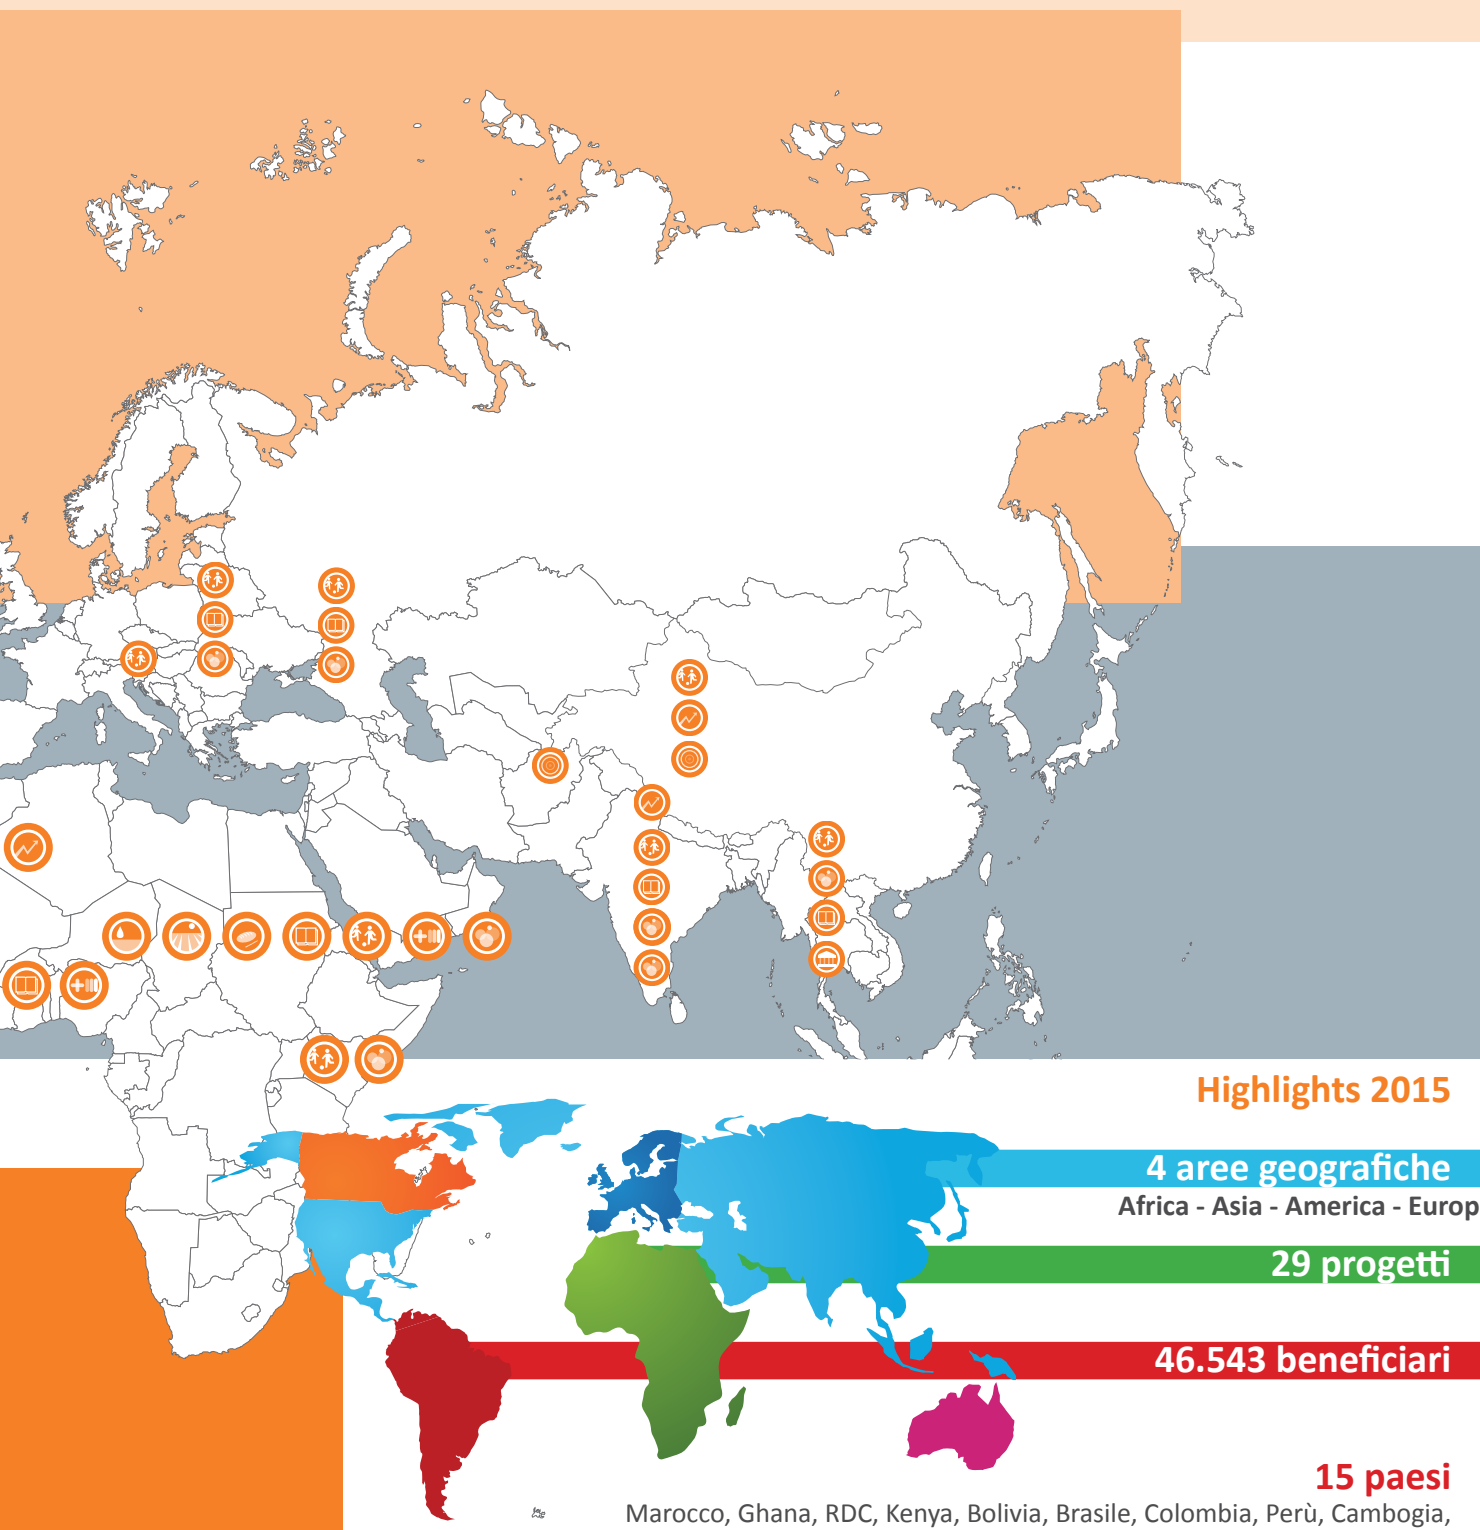 Highlights 2015
4 aree geografiche
Africa - Asia - America - Europ
29 progetti
46.543 beneficiari
15 paesi
Marocco, Ghana, RDC, Kenya, Bolivia, Brasile, Colombia, Perù, Cambogia,